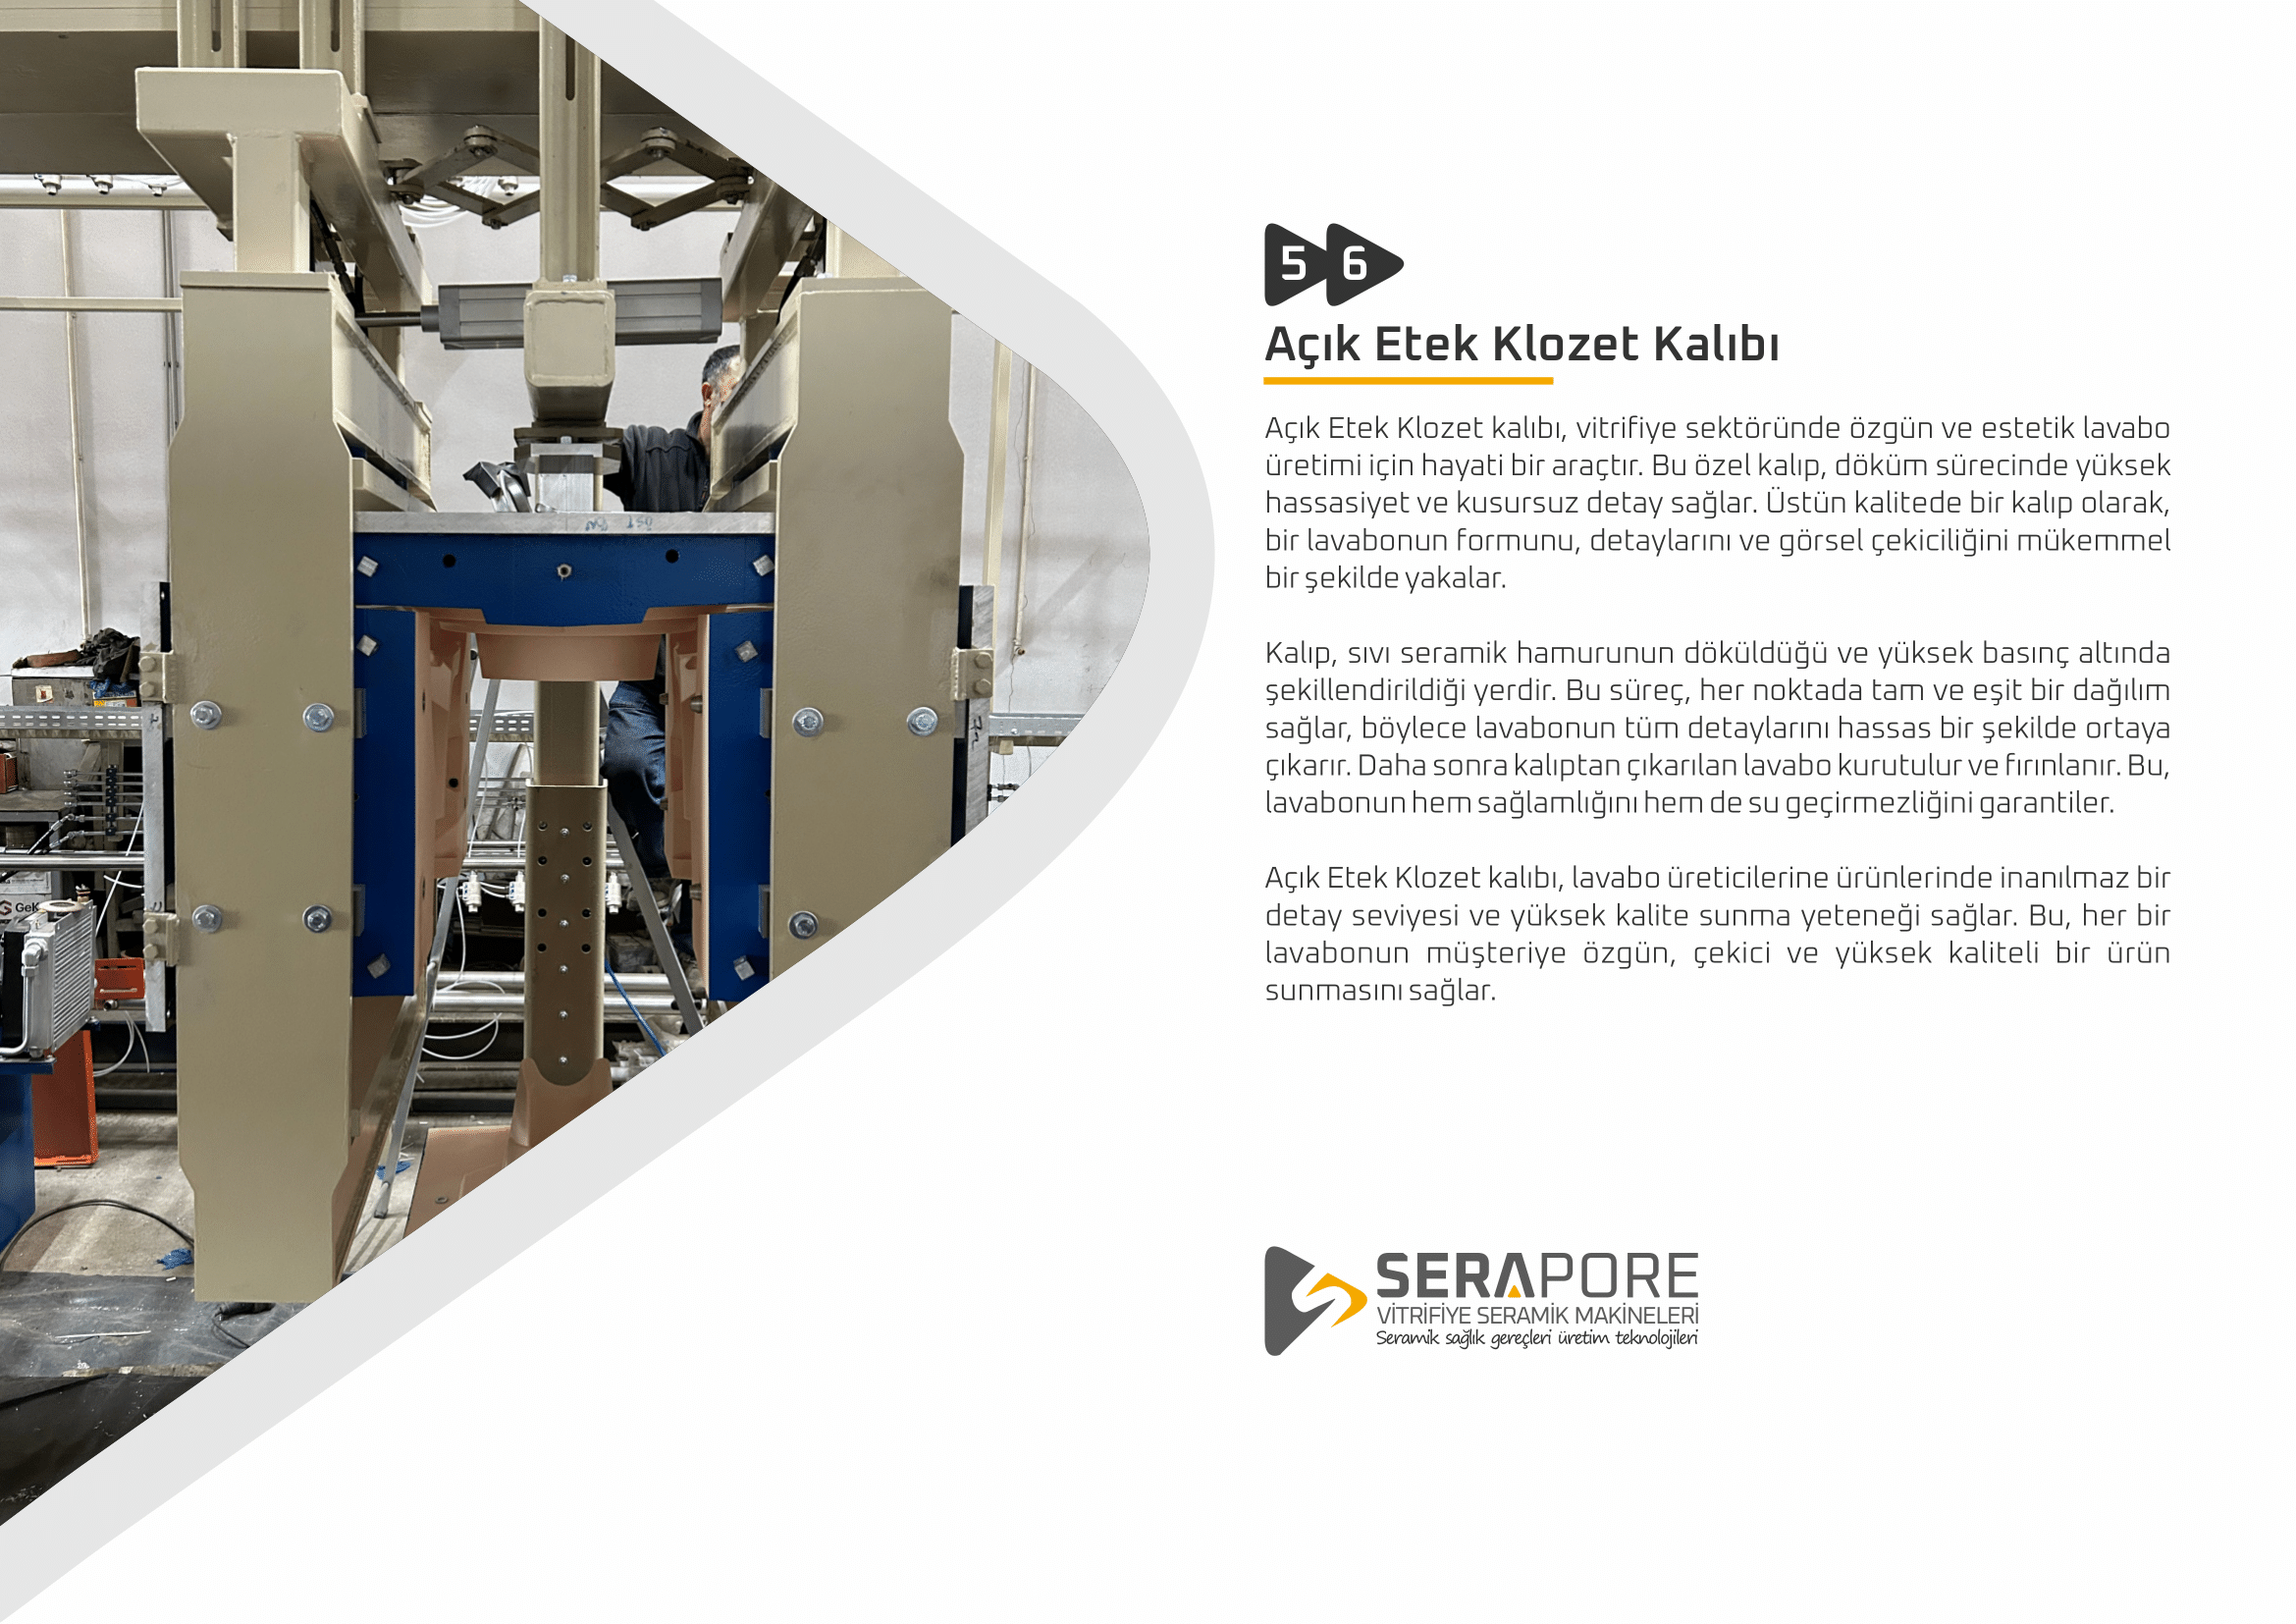 5 6
Açık Etek Klozet Kalıbı
Açık Etek Klozet kalıbı, vitrifiye sektöründe özgün ve estetik lavabo
üretimi için hayati bir araçtır. Bu özel kalıp, döküm sürecinde yüksek
hassasiyet ve kusursuz detay sağlar. Üstün kalitede bir kalıp olarak,
bir lavabonun formunu, detaylarını ve görsel çekiciliğini mükemmel
bir şekilde yakalar.
Kalıp, sıvı seramik hamurunun döküldüğü ve yüksek basınç altında
şekillendirildiği yerdir. Bu süreç, her noktada tam ve eşit bir dağılım
sağlar, böylece lavabonun tüm detaylarını hassas bir şekilde ortaya
çıkarır. Daha sonra kalıptan çıkarılan lavabo kurutulur ve fırınlanır. Bu,
lavabonun hem sağlamlığını hem de su geçirmezliğini garantiler.
Açık Etek Klozet kalıbı, lavabo üreticilerine ürünlerinde inanılmaz bir
detay seviyesi ve yüksek kalite sunma yeteneği sağlar. Bu, her bir
lavabonun müşteriye özgün, çekici ve yüksek kaliteli bir ürün
sunmasını sağlar.
SERAPORE
VİTRİFİYE SERAMİK MAKİNELERİ
Seramik sağlık gereçleri üretim teknolojileri